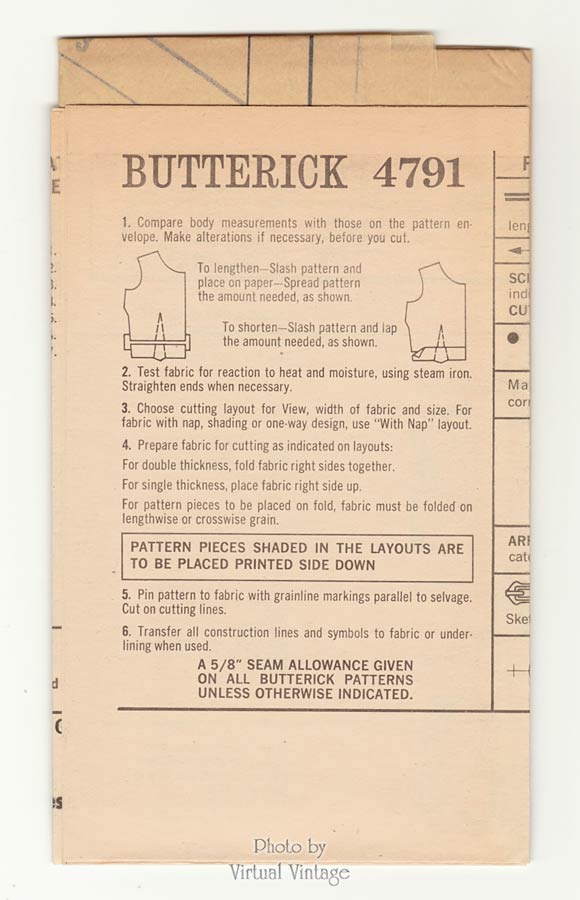 BUTTERICK 4791
1. Compare body measurements with those on the pattern en-
velope. Make alterations if necessary, before you cut.
To lengthen—Slash pattern and
place on paper—Spread pattern
the amount needed, as shown.
To shorten—Slash pattern and lap
the amount needed, as shown.
2. Test fabric for reaction to heat and moisture, using steam iron.
Straighten ends when necessary.
3. Choose cutting layout for View, width of fabric and size. For
fabric with nap, shading or one-way design, use "With Nap" layout.
4. Prepare fabric for cutting as indicated on layouts:
For double thickness, fold fabric right sides together.
For single thickness, place fabric right side up.
For pattern pieces to be placed on fold, fabric must be folded on
lengthwise or crosswise grain.
PATTERN PIECES SHADED IN THE LAYOUTS ARE
TO BE PLACED PRINTED SIDE DOWN
5. Pin pattern to fabric with grainline markings parallel to selvage.
Cut on cutting lines.
6. Transfer all construction lines and symbols to fabric or under-
lining when used.
A 5/8" SEAM ALLOWANCE GIVEN
ON ALL BUTTERICK PATTERNS
UNLESS OTHERWISE INDICATED.
Photo by
Virtual Vintage